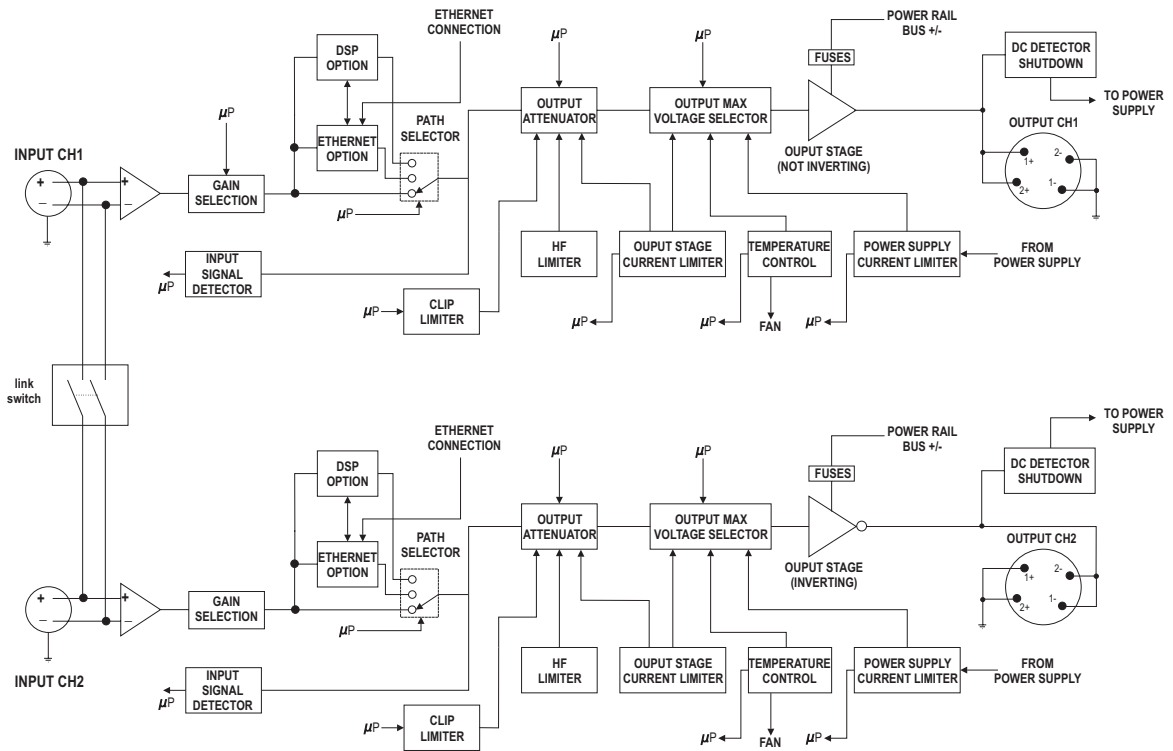 ETHERNET
CONNECTION
DSP
OPTION
ETHERNET
OPTION
PATH
SELECTOR
µP
µP
INPUT CH1
+
−
+
−
GAIN
SELECTION
µP
INPUT
SIGNAL
DETECTOR
µP
µP
OUTPUT
ATTENUATOR
µP
OUTPUT MAX
VOLTAGE SELECTOR
POWER RAIL
BUS +/-
FUSES
OUPUT STAGE
(NOT INVERTING)
DC DETECTOR
SHUTDOWN
TO POWER
SUPPLY
OUTPUT CH1
1+
2-
2+
1-
HF
LIMITER
OUPUT STAGE
CURRENT LIMITER
TEMPERATURE
CONTROL
POWER SUPPLY
CURRENT LIMITER
FROM
POWER SUPPLY
µP
CLIP
LIMITER
µP
µP
FAN
µP
link
switch
ETHERNET
CONNECTION
DSP
OPTION
ETHERNET
OPTION
PATH
SELECTOR
µP
+
−
+
−
INPUT CH2
GAIN
SELECTION
INPUT
SIGNAL
DETECTOR
µP
µP
OUTPUT
ATTENUATOR
µP
OUTPUT MAX
VOLTAGE SELECTOR
POWER RAIL
BUS +/-
FUSES
OUPUT STAGE
(INVERTING)
TO POWER
SUPPLY
DC DETECTOR
SHUTDOWN
OUTPUT CH2
1+
2-
2+
1-
HF
LIMITER
OUPUT STAGE
CURRENT LIMITER
TEMPERATURE
CONTROL
POWER SUPPLY
CURRENT LIMITER
FROM
POWER SUPPLY
µP
CLIP
LIMITER
µP
FAN
µP